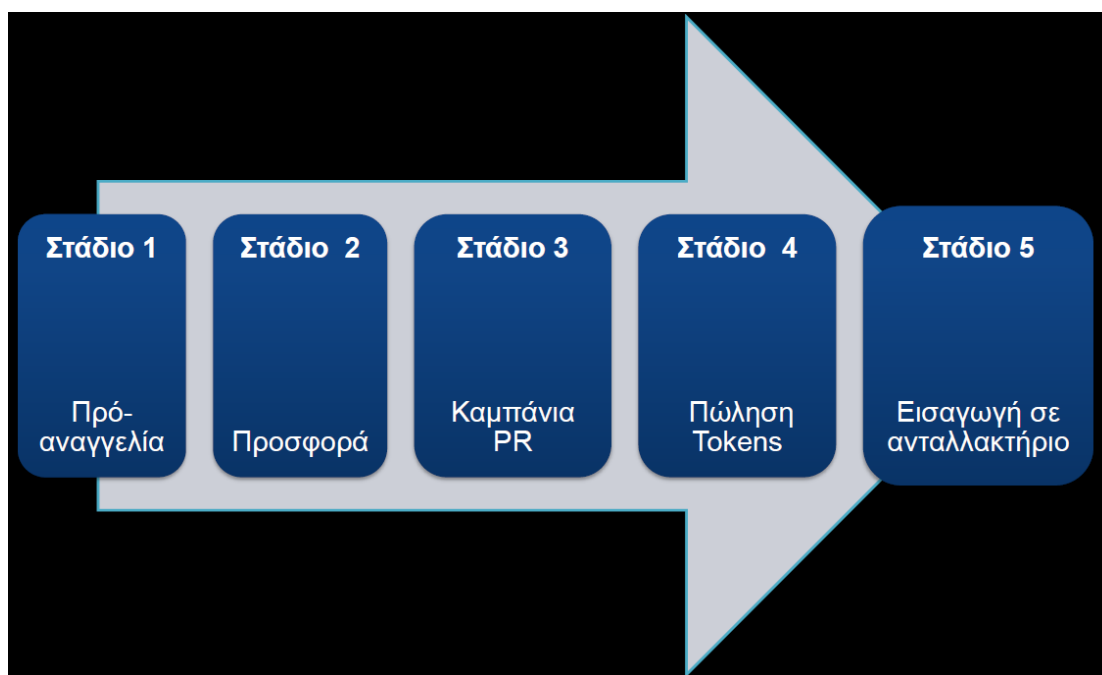 Στάδιο 1
Πρό-
αναγγελία
Στάδιο 2
Προσφορά
Στάδιο 3
Καμπάνια
PR
Στάδιο 4
Πώληση
Tokens
Στάδιο 5
Εισαγωγή σε
ανταλλακτήριο